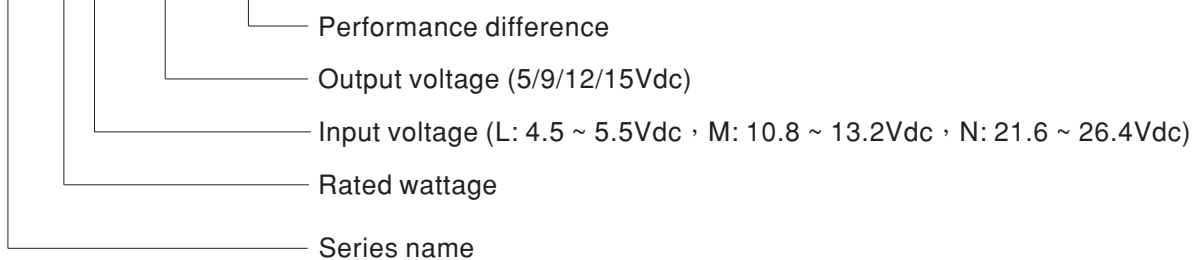 Performance difference
Output voltage (5/9/12/15Vdc)
Input voltage (L: 4.5 ~ 5.5Vdc，M: 10.8 ~ 13.2Vdc，N: 21.6 ~ 26.4Vdc)
Rated wattage
Series name